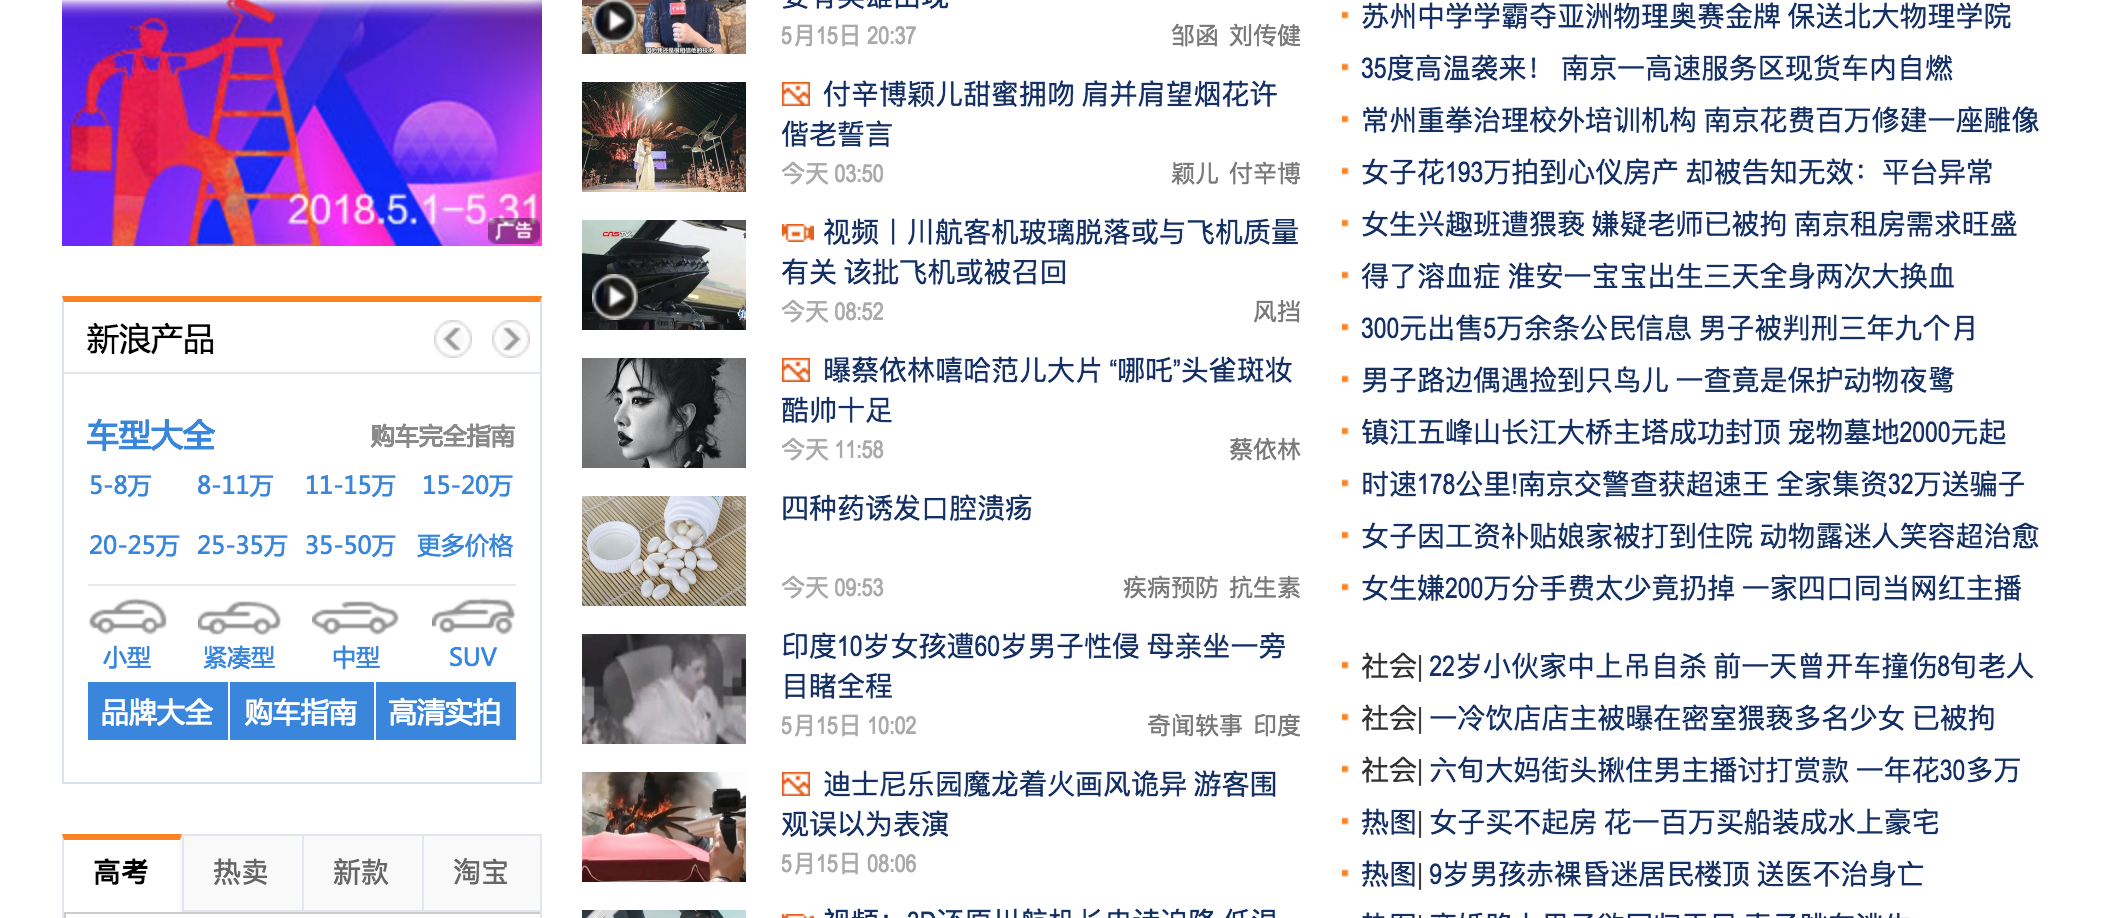 2018.5.1-5.31
广告
新浪产品
车型大全
购车完全指南
5-8万 8-11万 11-15万 15-20万
20-25万 25-35万 35-50万 更多价格
小型 紧凑型 中型 SUV
品牌大全 购车指南 高清实拍
高考 热卖 新款 淘宝
5月15日 20:37 邹函 刘传健
付辛博颖儿甜蜜拥吻 肩并肩望烟花许
偕老誓言
今天 03:50 颖儿 付辛博
视频丨川航客机玻璃脱落或与飞机质量
有关 该批飞机或被召回
今天 08:52 风挡
曝蔡依林嘻哈范儿大片 “哪吒”头雀斑妆
酷帅十足
今天 11:58 蔡依林
四种药诱发口腔溃疡
今天 09:53 疾病预防 抗生素
印度10岁女孩遭60岁男子性侵 母亲坐一旁
目睹全程
5月15日 10:02 奇闻轶事 印度
迪士尼乐园魔龙着火画风诡异 游客围
观误以为表演
5月15日 08:06
苏州中学学霸夺亚洲物理奥赛金牌 保送北大物理学院
35度高温袭来！ 南京一高速服务区现货车内自燃
常州重拳治理校外培训机构 南京花费百万修建一座雕像
女子花193万拍到心仪房产 却被告知无效：平台异常
女生兴趣班遭猥亵 嫌疑老师已被拘 南京租房需求旺盛
得了溶血症 淮安一宝宝出生三天全身两次大换血
300元出售5万余条公民信息 男子被判刑三年九个月
男子路边偶遇捡到只鸟儿 一查竟是保护动物夜鹭
镇江五峰山长江大桥主塔成功封顶 宠物墓地2000元起
时速178公里!南京交警查获超速王 全家集资32万送骗子
女子因工资补贴娘家被打到住院 动物露迷人笑容超治愈
女生嫌200万分手费太少竟扔掉 一家四口同当网红主播
社会| 22岁小伙家中上吊自杀 前一天曾开车撞伤8旬老人
社会| 一冷饮店店主被曝在密室猥亵多名少女 已被拘
社会| 六旬大妈街头揪住男主播讨打赏款 一年花30多万
热图| 女子买不起房 花一百万买船装成水上豪宅
热图| 9岁男孩赤裸昏迷居民楼顶 送医不治身亡